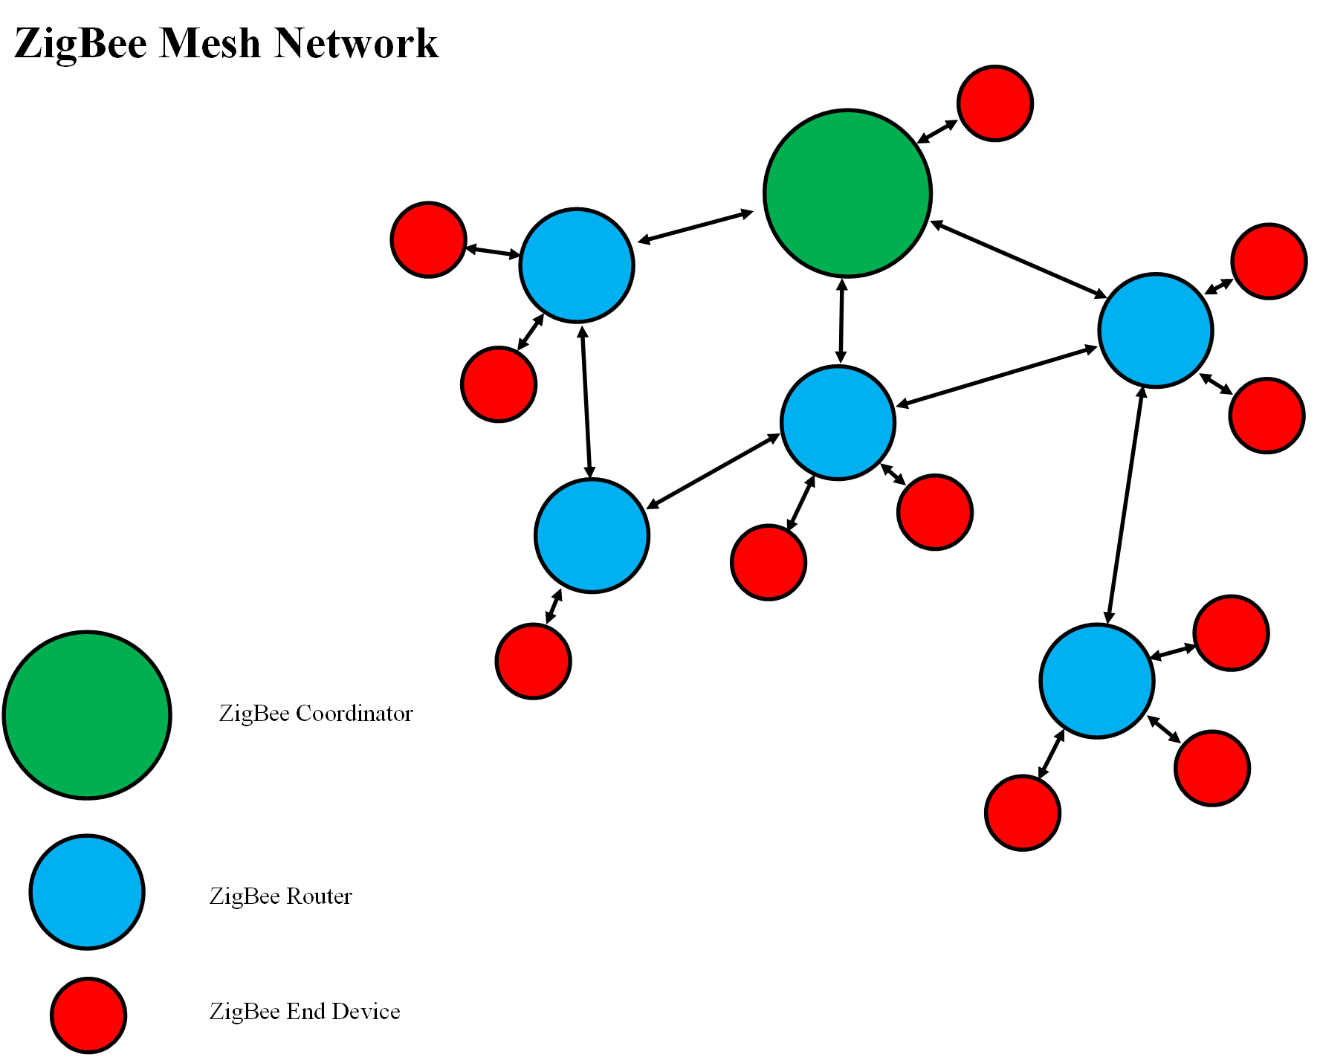 ZigBee Mesh Network
ZigBee Coordinator
ZigBee Router
ZigBee End Device